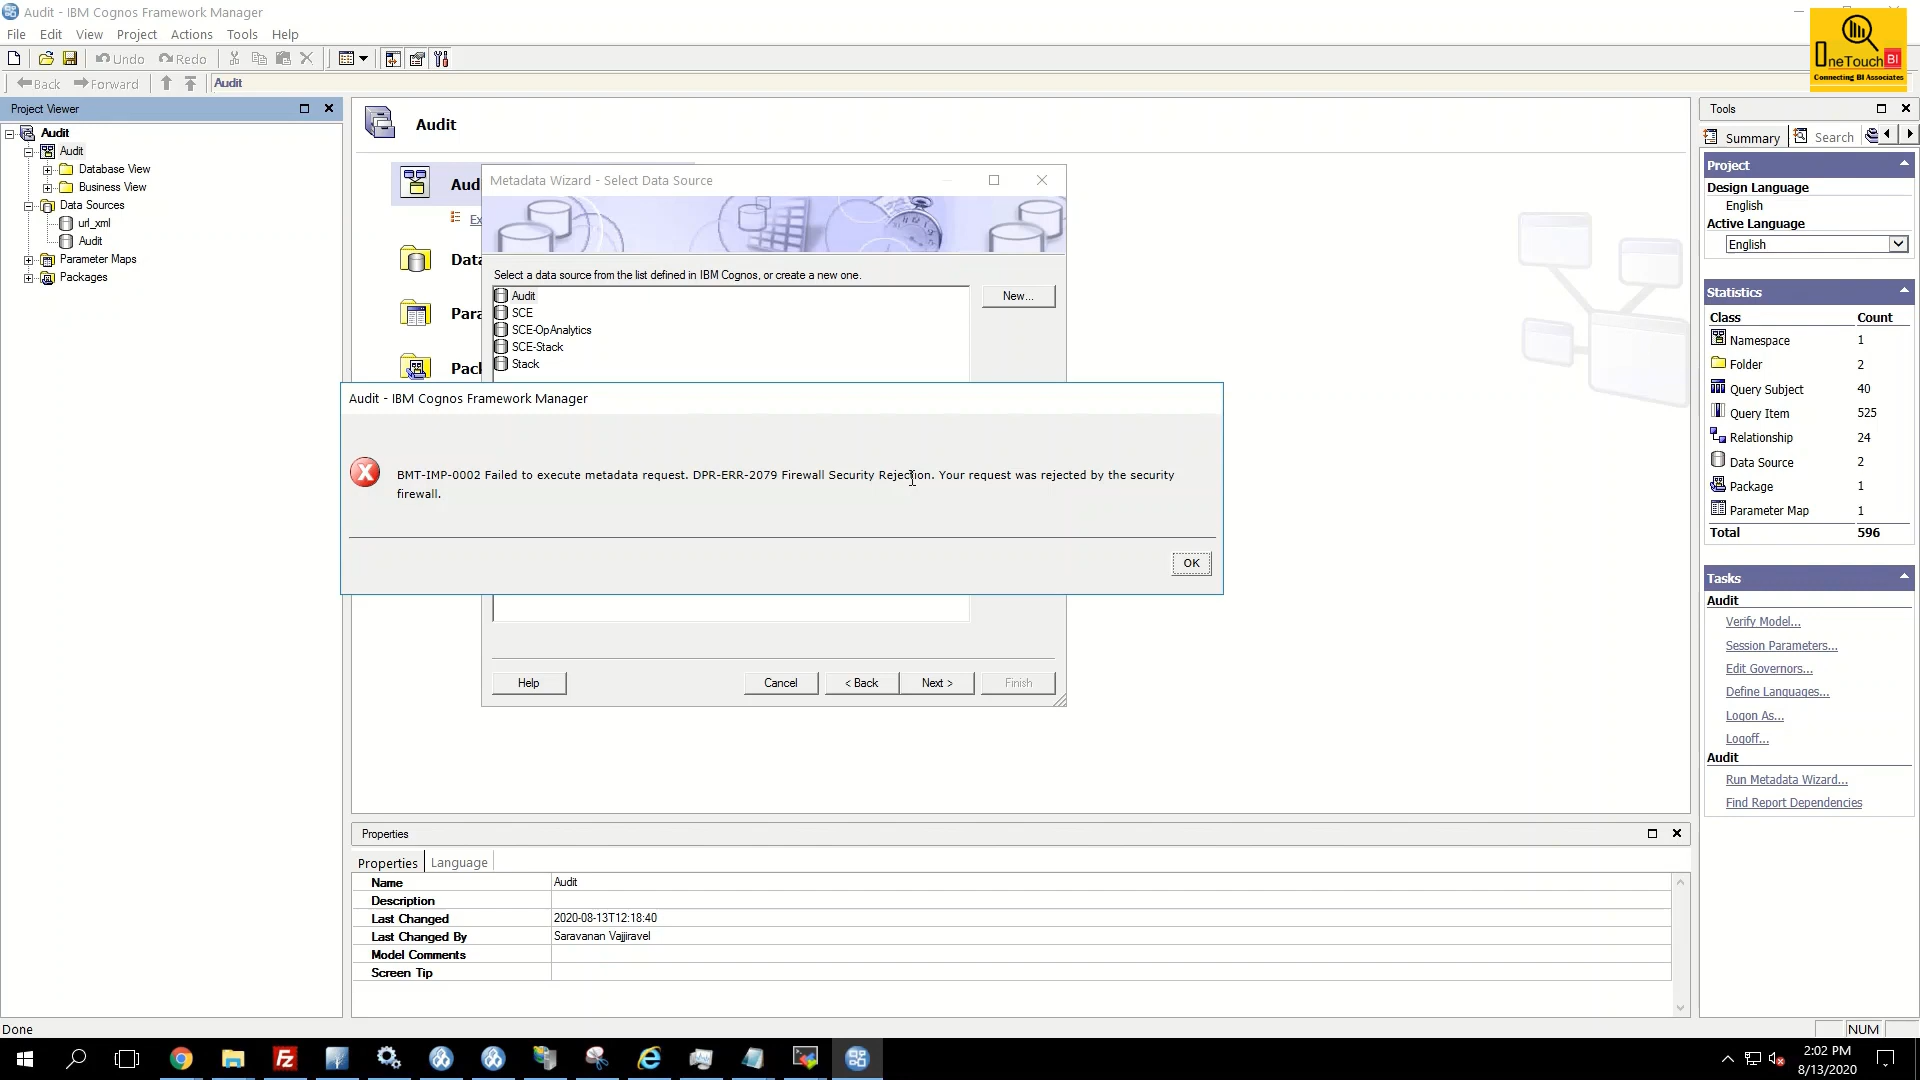 Audit - IBM Cognos Framework Manager
File Edit View Project Actions Tools Help
Undo Redo
Back Forward Audit
OneTouch BI
Connecting BI Associates
Project Viewer
Audit
Audit
Database View
Business View
Data Sources
url_xml
Audit
Parameter Maps
Packages
Audit
Aud
Ex
Data
Para
Pack
Metadata Wizard - Select Data Source
Select a data source from the list defined in IBM Cognos, or create a new one.
Audit
SCE
SCE-OpAnalytics
SCE-Stack
Stack
New...
Audit - IBM Cognos Framework Manager
BMT-IMP-0002 Failed to execute metadata request. DPR-ERR-2079 Firewall Security Rejection. Your request was rejected by the security
firewall.
OK
Help Cancel < Back Next > Finish
Properties
Properties Language
Name Audit
Description
Last Changed 2020-08-13T12:18:40
Last Changed By Saravanan Vajjiravel
Model Comments
Screen Tip
Tools
Summary Search
Project
Design Language
English
Active Language
English
Statistics
Class Count
Namespace 1
Folder 2
Query Subject 40
Query Item 525
Relationship 24
Data Source 2
Package 1
Parameter Map 1
Total 596
Tasks
Audit
Verify Model...
Session Parameters...
Edit Governors...
Define Languages...
Logon As...
Logoff...
Audit
Run Metadata Wizard...
Find Report Dependencies
Done NUM
2:02 PM
8/13/2020